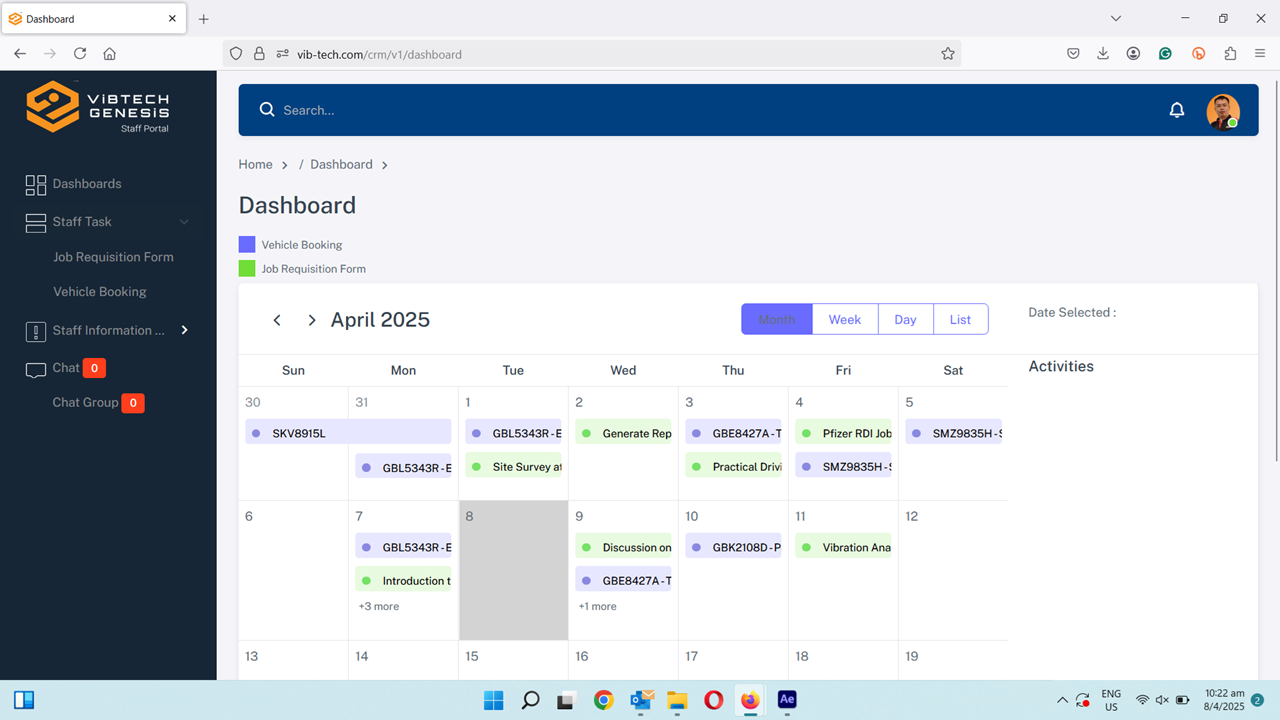 Dashboard
vib-tech.com/crm/v1/dashboard
ViBTECH
GENESIS
Staff Portal
Search...
Home / Dashboard
Dashboards
Staff Task
Job Requisition Form
Vehicle Booking
Staff Information ...
Chat 0
Chat Group 0
Dashboard
Vehicle Booking
Job Requisition Form
April 2025
Month Week Day List
Date Selected :
Activities
Sun Mon Tue Wed Thu Fri Sat
30 31 1 2 3 4 5
SKV8915L
GBL5343R - E
GBL5343R - E
Site Survey at
Generate Rep
GBE8427A - T
Practical Drivi
Pfizer RDI Job
SMZ9835H - S
SMZ9835H - S
6 7 8 9 10 11 12
GBL5343R - E
Introduction t
+3 more
Discussion on
GBE8427A - T
+1 more
GBK2108D - P
Vibration Ana
13 14 15 16 17 18 19
Ae
ENG
US
10:22 am
8/4/2025
2